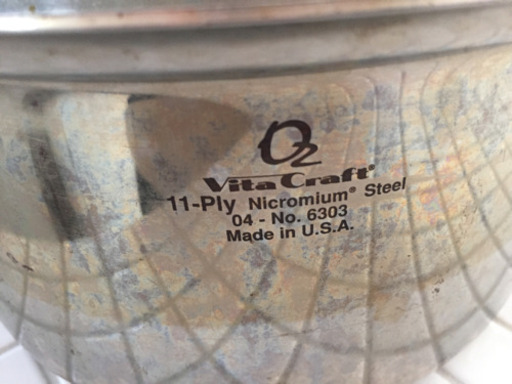 O2
Vita Craft®
11-Ply Nicromium® Steel
04 - No. 6303
Made in U.S.A.